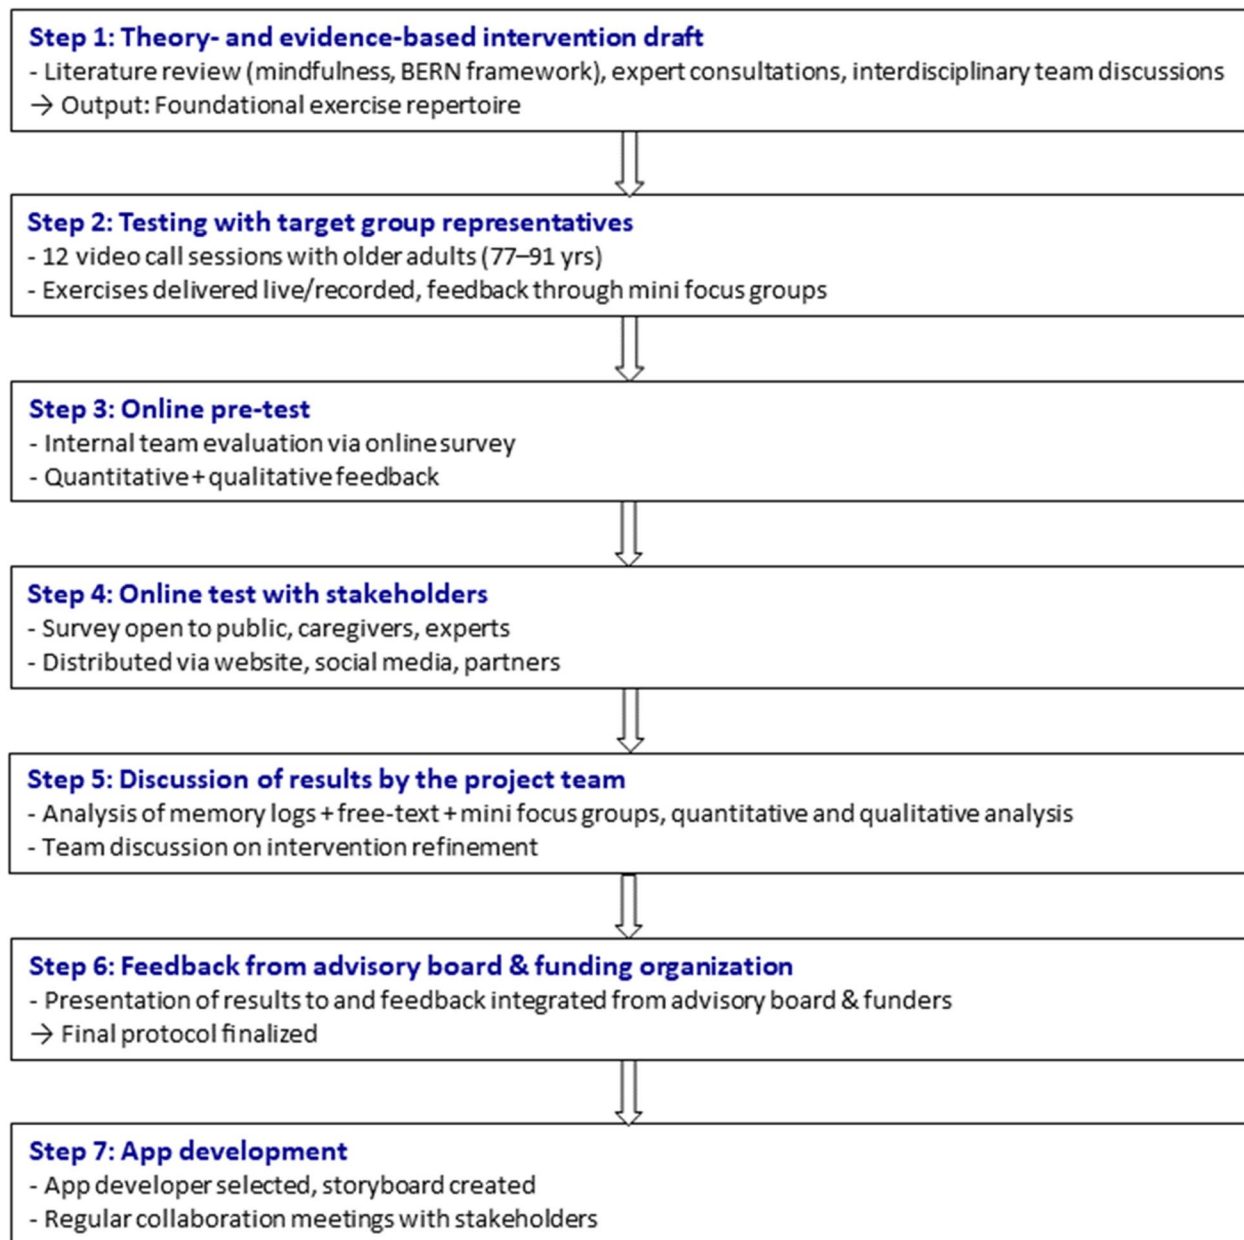 Step 1: Theory- and evidence-based intervention draft
- Literature review (mindfulness, BERN framework), expert consultations, interdisciplinary team discussions
→ Output: Foundational exercise repertoire
Step 2: Testing with target group representatives
- 12 video call sessions with older adults (77–91 yrs)
- Exercises delivered live/recorded, feedback through mini focus groups
Step 3: Online pre-test
- Internal team evaluation via online survey
- Quantitative + qualitative feedback
Step 4: Online test with stakeholders
- Survey open to public, caregivers, experts
- Distributed via website, social media, partners
Step 5: Discussion of results by the project team
- Analysis of memory logs + free-text + mini focus groups, quantitative and qualitative analysis
- Team discussion on intervention refinement
Step 6: Feedback from advisory board & funding organization
- Presentation of results to and feedback integrated from advisory board & funders
→ Final protocol finalized
Step 7: App development
- App developer selected, storyboard created
- Regular collaboration meetings with stakeholders